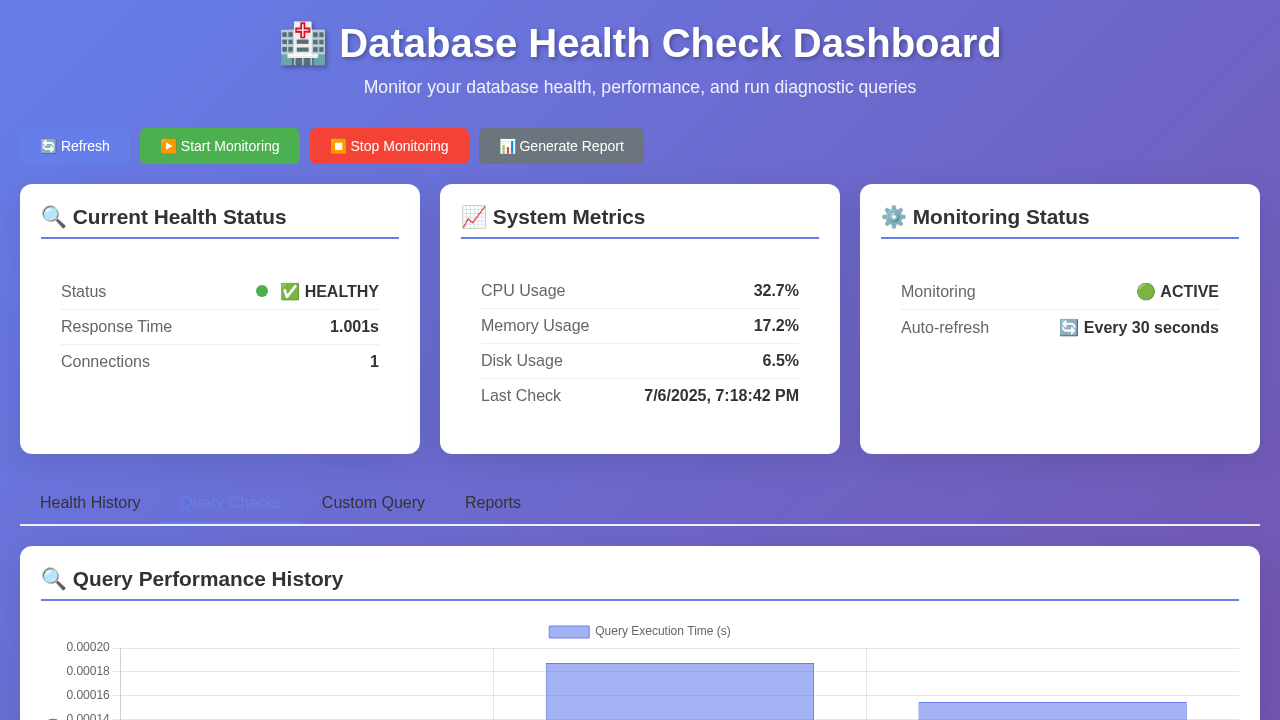 🏥 Database Health Check Dashboard
Monitor your database health, performance, and run diagnostic queries
🔄 Refresh
▶️ Start Monitoring
⏹️ Stop Monitoring
📊 Generate Report
🔍 Current Health Status
Status ✅ HEALTHY
Response Time 1.001s
Connections 1
📈 System Metrics
CPU Usage 32.7%
Memory Usage 17.2%
Disk Usage 6.5%
Last Check 7/6/2025, 7:18:42 PM
⚙️ Monitoring Status
Monitoring 🟢 ACTIVE
Auto-refresh 🔄 Every 30 seconds
Health History
Query Checks
Custom Query
Reports
🔍 Query Performance History
Query Execution Time (s)
0.00020
0.00018
0.00016
0.00014